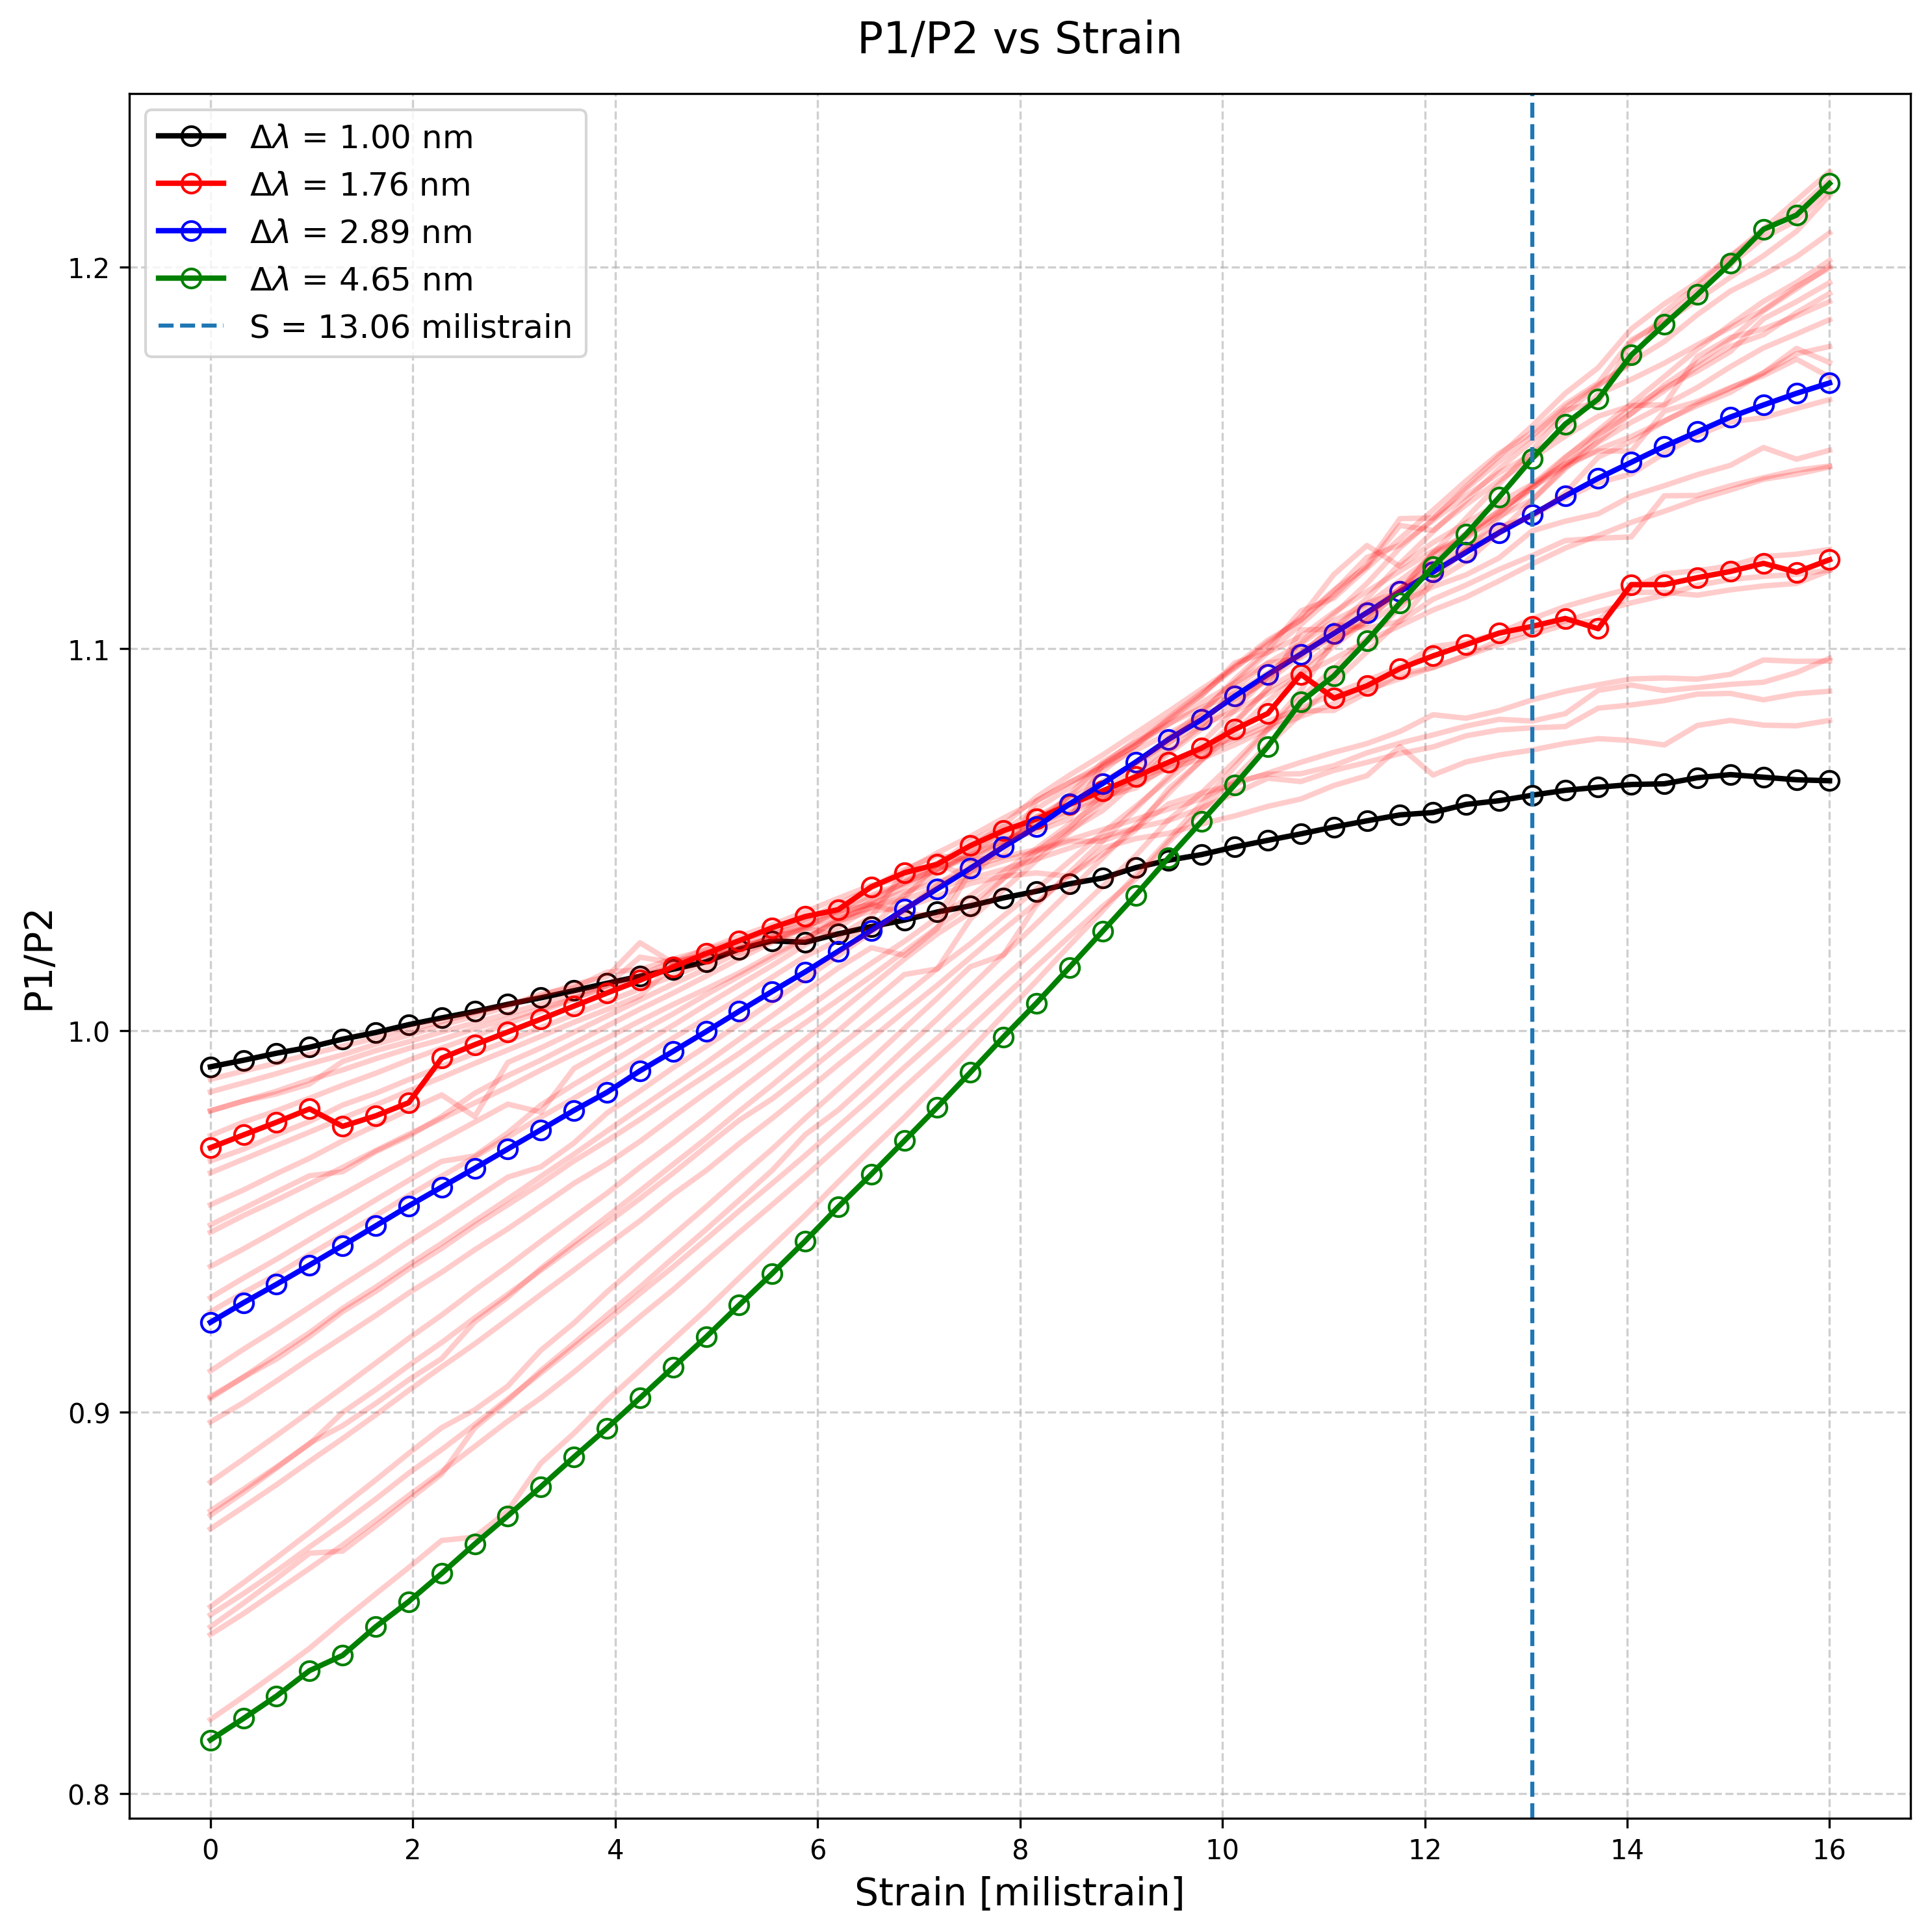 P1/P2 vs Strain
Δλ = 1.00 nm
Δλ = 1.76 nm
Δλ = 2.89 nm
Δλ = 4.65 nm
S = 13.06 milistrain
P1/P2
1.2
1.1
1.0
0.9
0.8
0 2 4 6 8 10 12 14 16
Strain [milistrain]